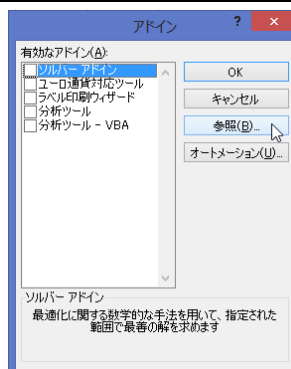 アドイン
?
×
有効なアドイン(A):
ソルバー アドイン
ユーロ通貨対応ツール
ラベル印刷ウィザード
分析ツール
分析ツール - VBA
OK
キャンセル
参照(B)...
オートメーション(U)...
ソルバー アドイン
最適化に関する数学的な手法を用いて、指定された
範囲で最善の解を求めます